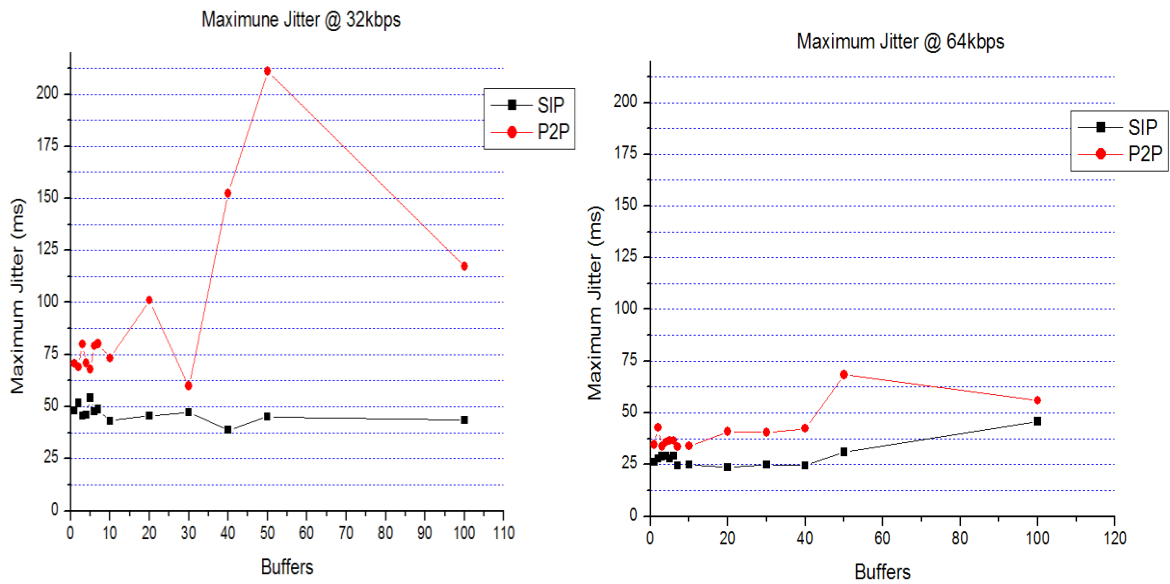 Maximune Jitter @ 32kbps
SIP
P2P
Maximum Jitter (ms)
200
175
150
125
100
75
50
25
0
0 10 20 30 40 50 60 70 80 90 100 110
Buffers
Maximum Jitter @ 64kbps
SIP
P2P
Maximum Jitter (ms)
200
175
150
125
100
75
50
25
0
0 20 40 60 80 100 120
Buffers